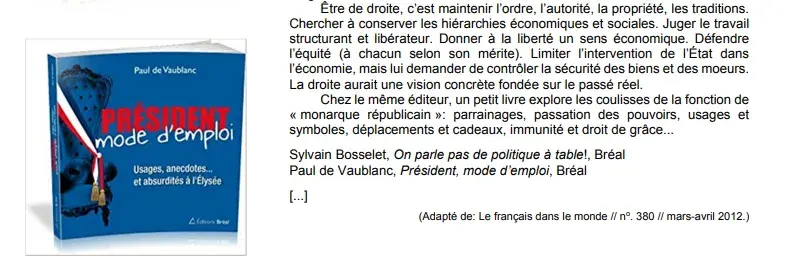 Être de droite, c'est maintenir l'ordre, l'autorité, la propriété, les traditions.
Chercher à conserver les hiérarchies économiques et sociales. Juger le travail
structurant et libérateur. Donner à la liberté un sens économique. Défendre
l'équité (à chacun selon son mérite). Limiter l'intervention de l'État dans
l'économie, mais lui demander de contrôler la sécurité des biens et des moeurs.
La droite aurait une vision concrète fondée sur le passé réel.
Chez le même éditeur, un petit livre explore les coulisses de la fonction de
« monarque républicain »: parrainages, passation des pouvoirs, usages et
symboles, déplacements et cadeaux, immunité et droit de grâce...
Sylvain Bosselet, On parle pas de politique à table!, Bréal
Paul de Vaublanc, Président, mode d'emploi, Bréal
[...]
(Adapté de: Le français dans le monde // nº. 380 // mars-avril 2012.)
Paul de Vaublanc
PRÉSIDENT
mode d'emploi
Usages, anecdotes...
et absurdités à l'Élysée
Éditions Bréal